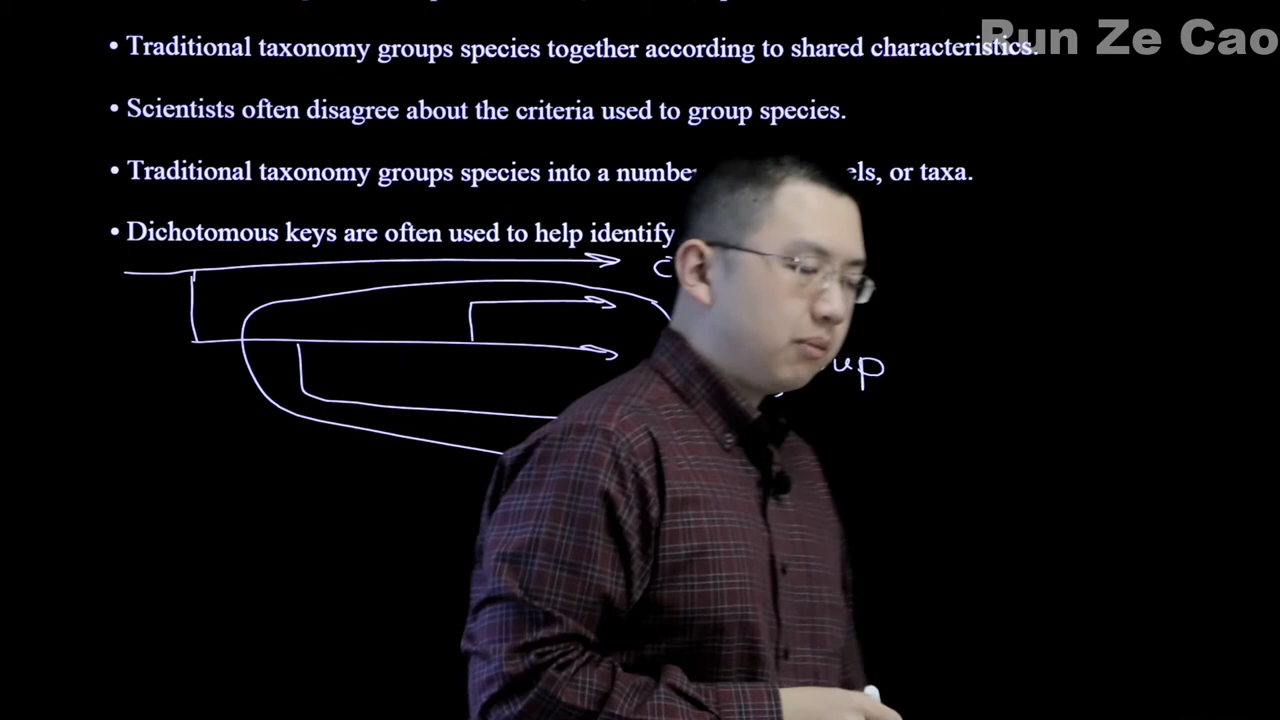 Run Ze Cao
• Traditional taxonomy groups species together according to shared characteristics.
• Scientists often disagree about the criteria used to group species.
• Traditional taxonomy groups species into a number els, or taxa.
• Dichotomous keys are often used to help identify
up